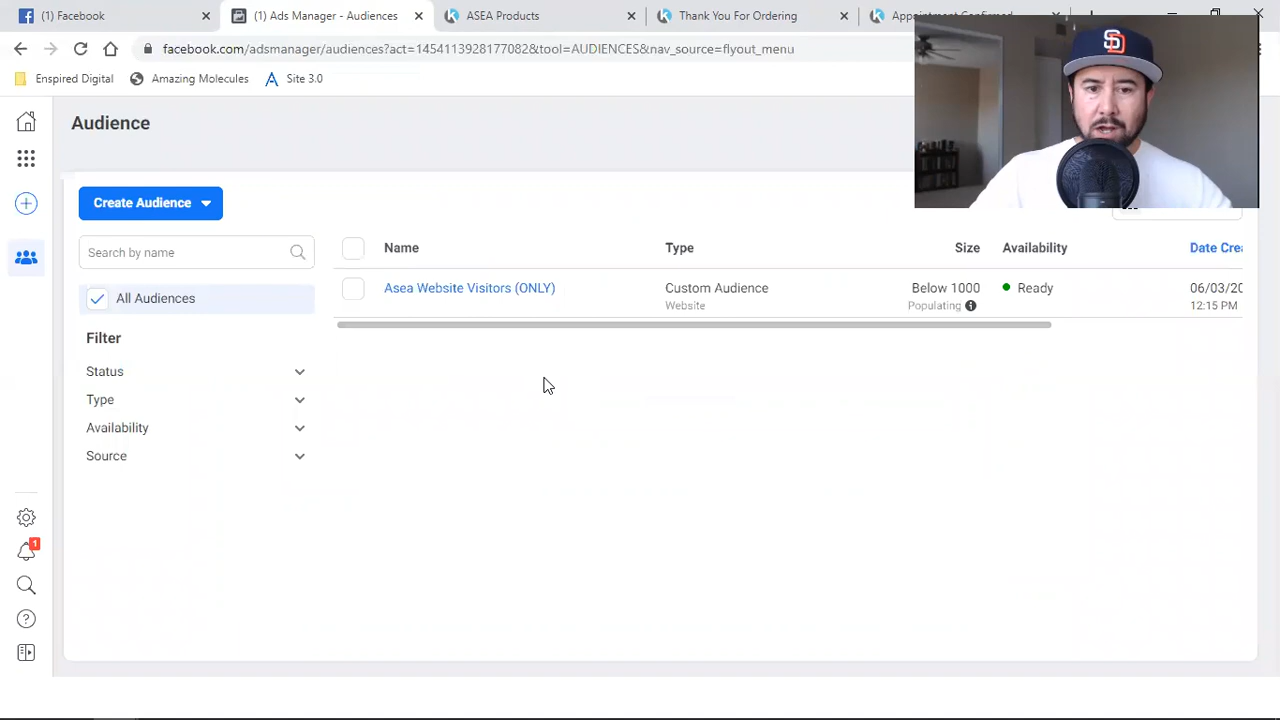 (1) Facebook
(1) Ads Manager - Audiences
ASEA Products
Thank You For Ordering
Appointment Confirmed
facebook.com/adsmanager/audiences?act=1454113928177082&tool=AUDIENCES&nav_source=flyout_menu
Enspired Digital
Amazing Molecules
Site 3.0
Audience
Create Audience
Search by name
All Audiences
Filter
Status
Type
Availability
Source
1
Name
Type
Size
Availability
Date Crea
Asea Website Visitors (ONLY)
Custom Audience
Website
Below 1000
Populating
Ready
06/03/20
12:15 PM
SD